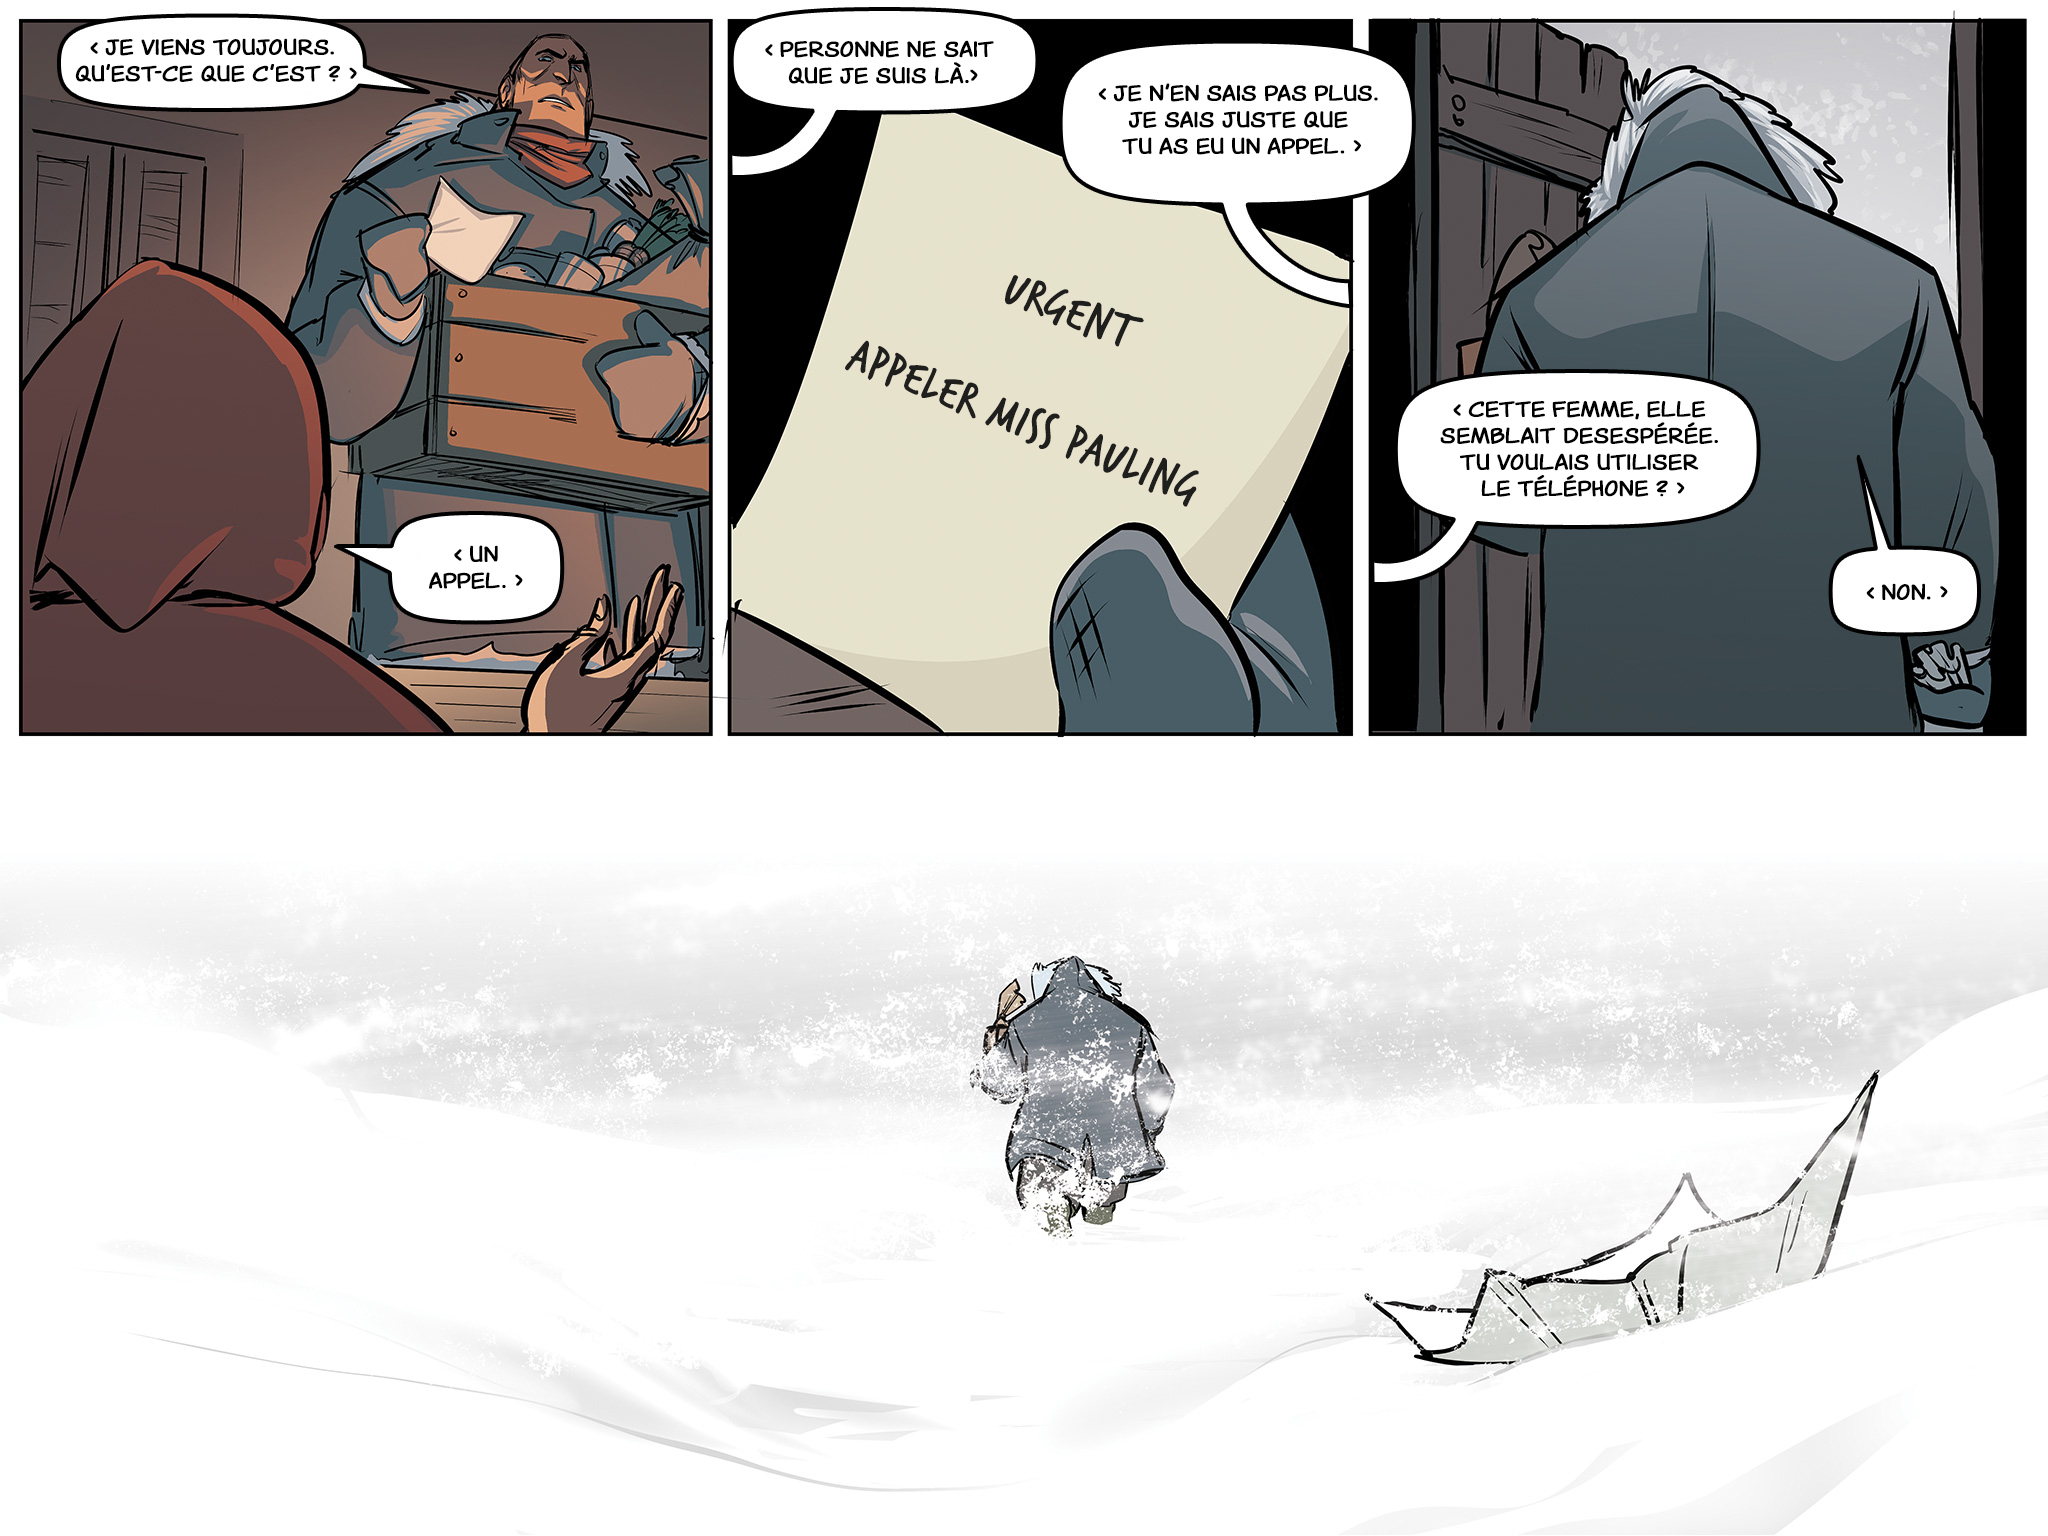 ‹ JE VIENS TOUJOURS.
QU'EST-CE QUE C'EST ? ›
‹ UN
APPEL. ›
‹ PERSONNE NE SAIT
QUE JE SUIS LÀ.›
‹ JE N'EN SAIS PAS PLUS.
JE SAIS JUSTE QUE
TU AS EU UN APPEL. ›
URGENT
APPELER MISS PAULING
‹ CETTE FEMME, ELLE
SEMBLAIT DESESPÉRÉE.
TU VOULAIS UTILISER
LE TÉLÉPHONE ? ›
‹ NON. ›